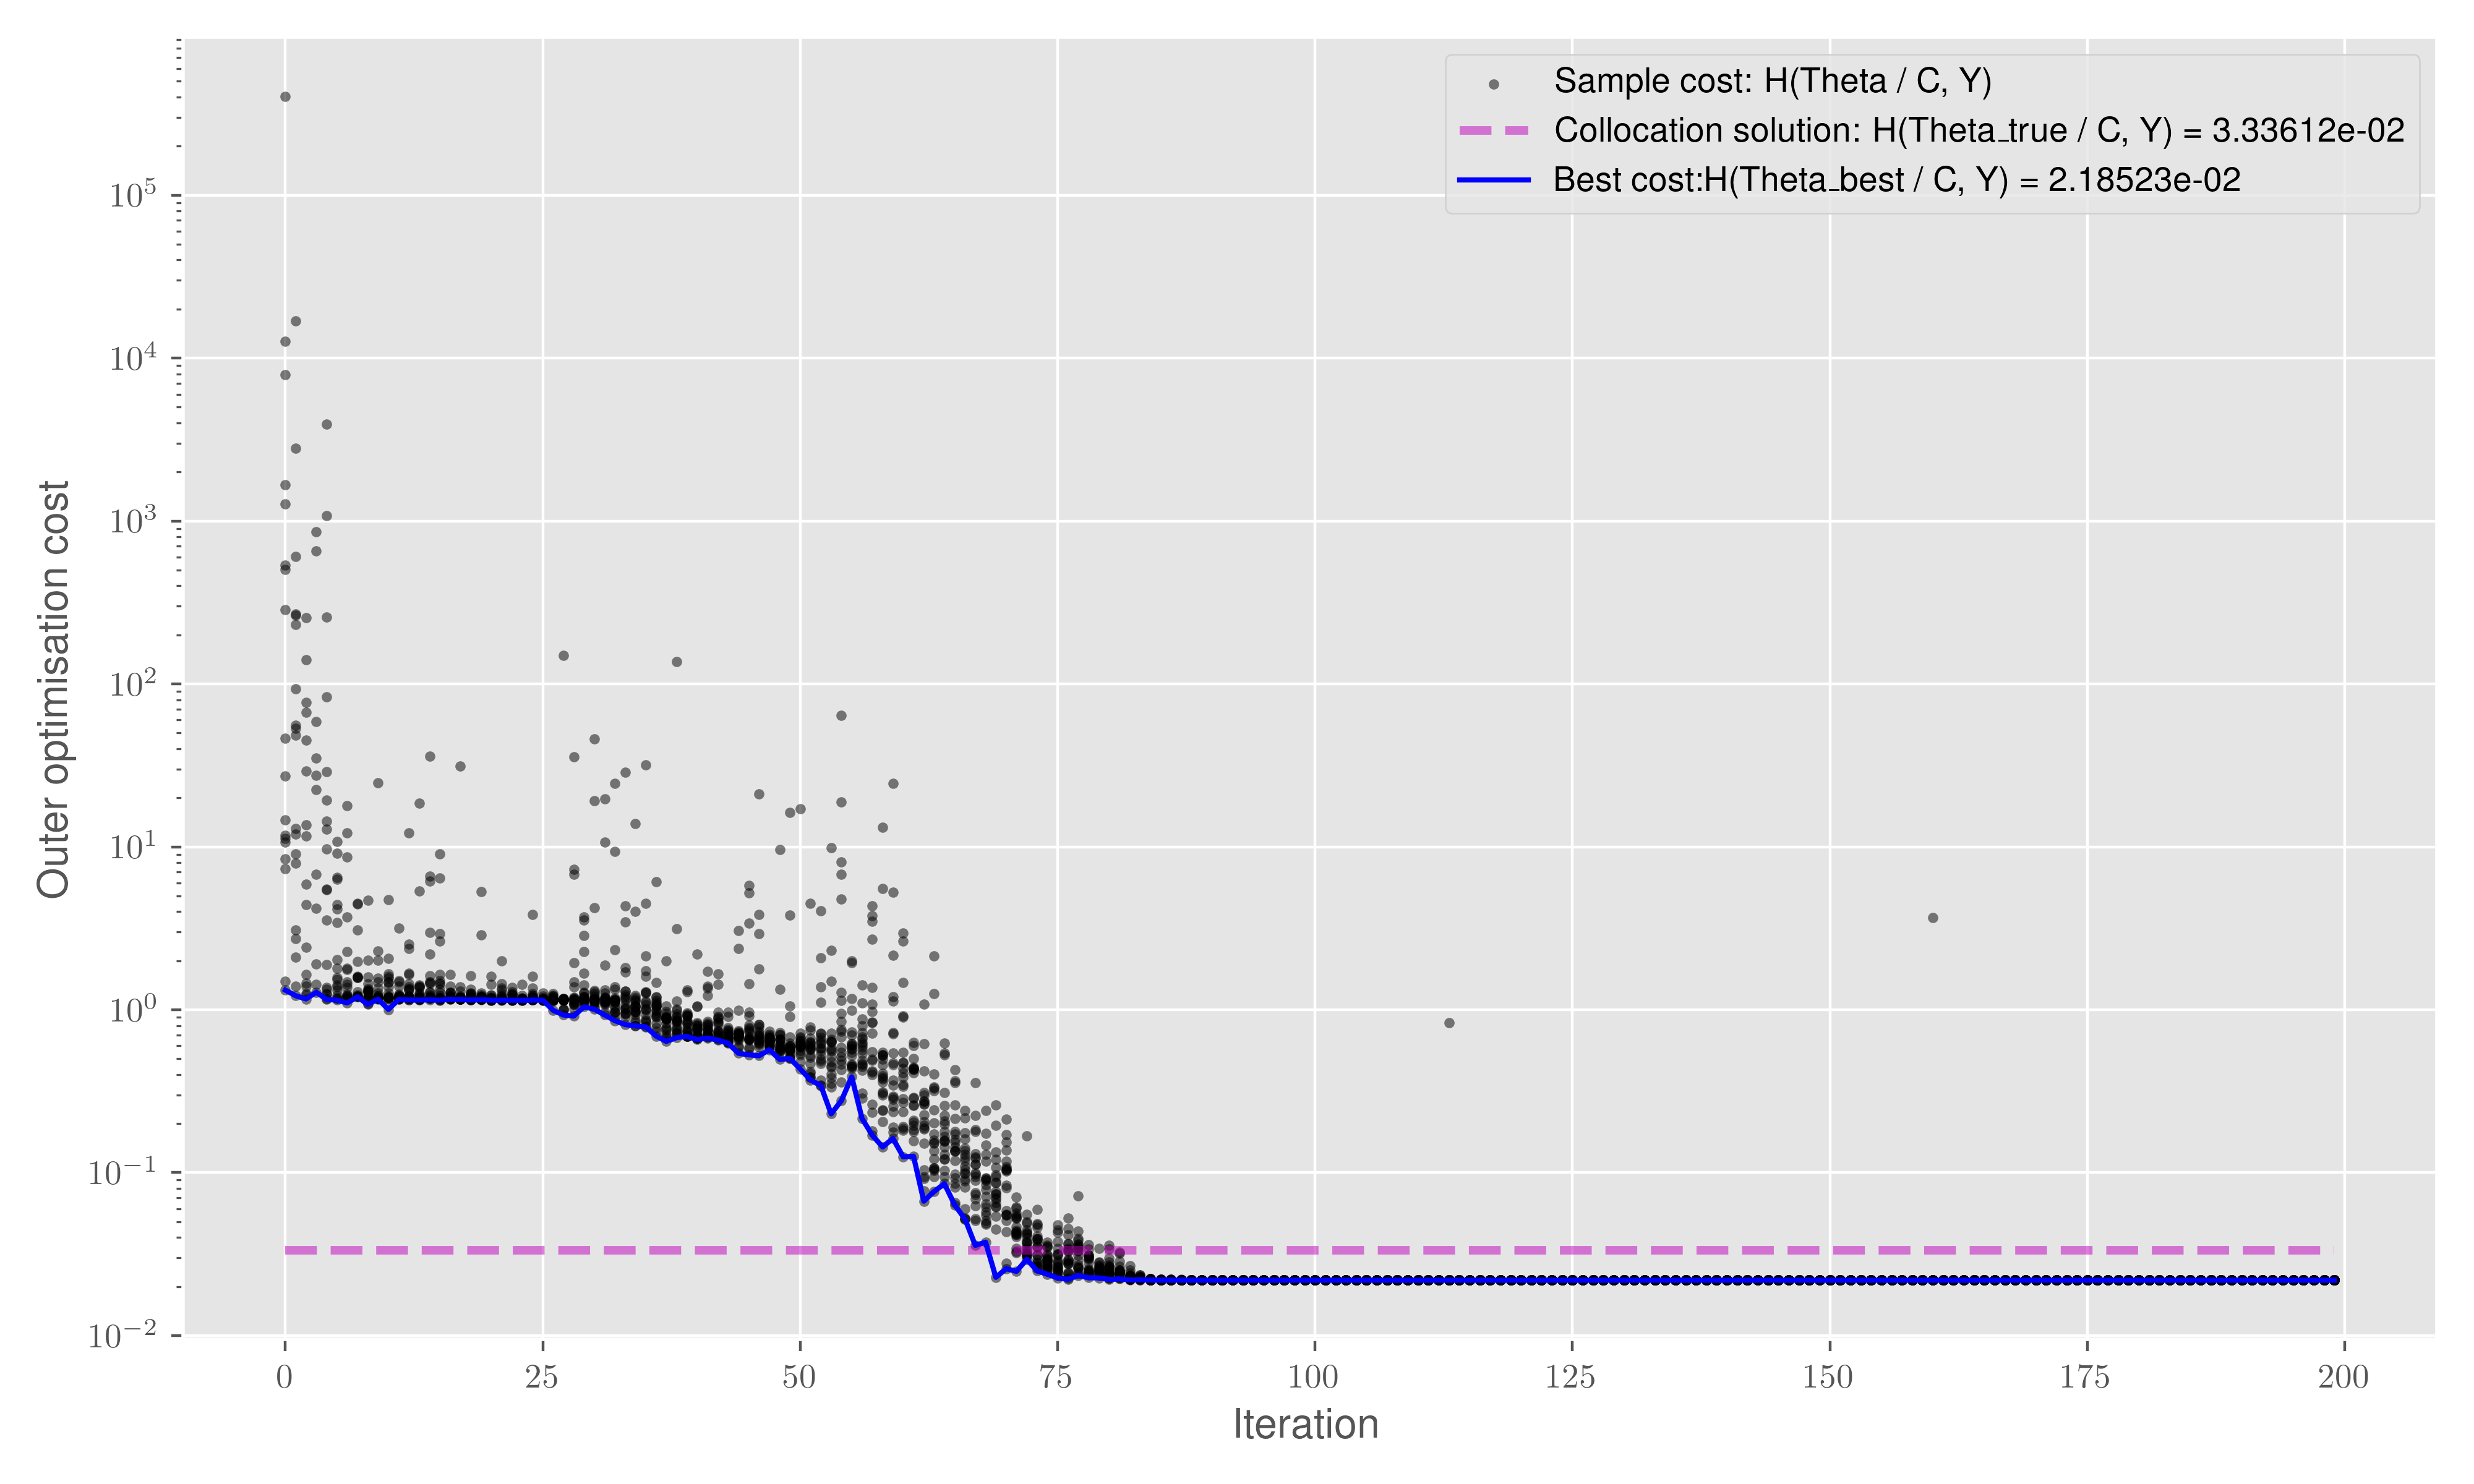 Sample cost: H(Theta / C, Y)
Collocation solution: H(Theta_true / C, Y) = 3.33612e-02
Best cost:H(Theta_best / C, Y) = 2.18523e-02
Outer optimisation cost
10^5
10^4
10^3
10^2
10^1
10^0
10^−1
10^−2
0 25 50 75 100 125 150 175 200
Iteration